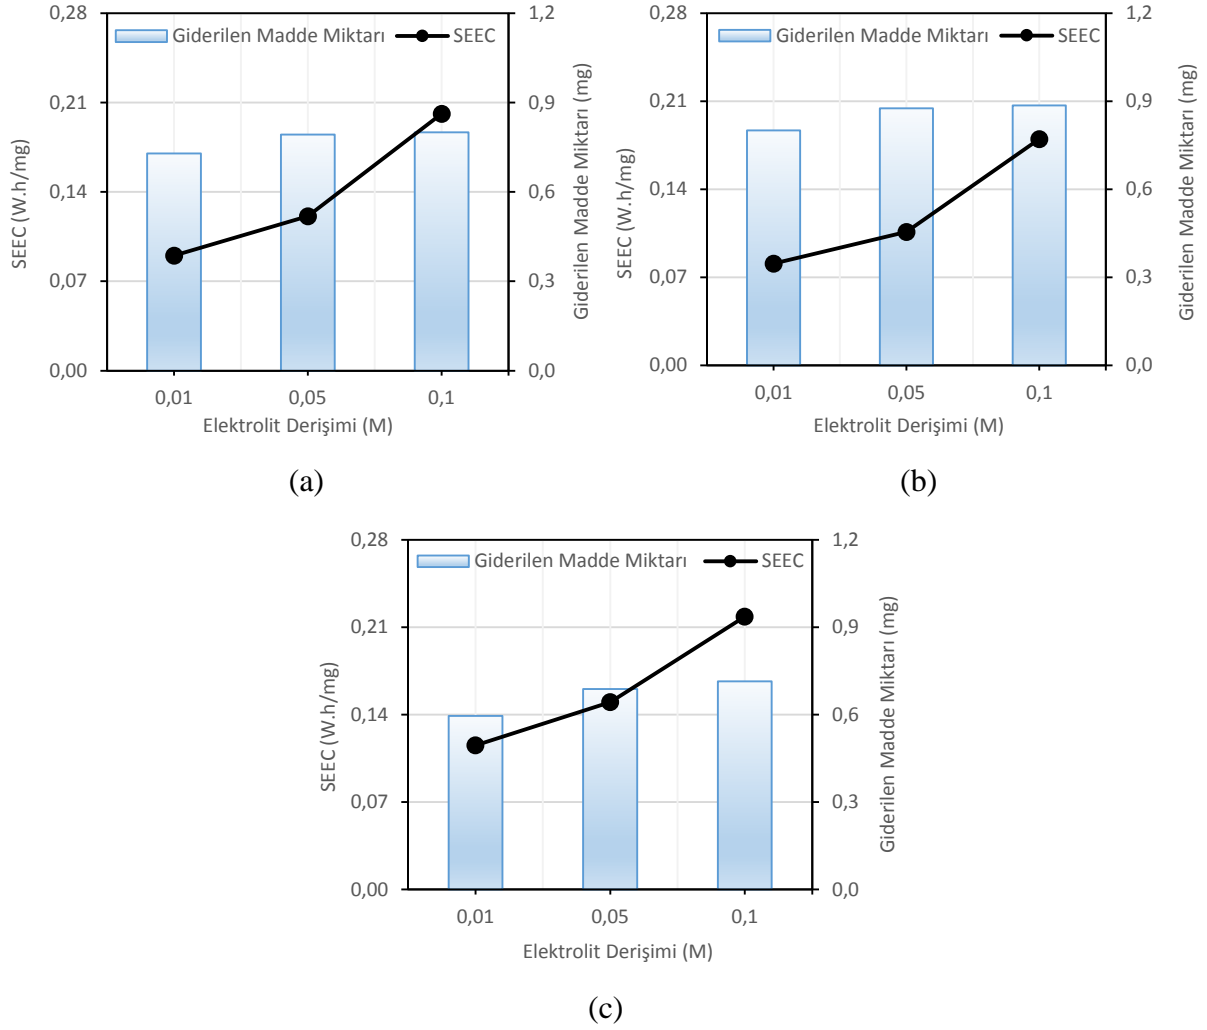 0,28
0,21
0,14
0,07
0,00
SEEC (W.h/mg)
Giderilen Madde Miktarı
SEEC
1,2
0,9
0,6
0,3
0,0
Giderilen Madde Miktarı (mg)
0,01
0,05
0,1
Elektrolit Derişimi (M)
(a)
0,28
0,21
0,14
0,07
0,00
SEEC (W.h/mg)
Giderilen Madde Miktarı
SEEC
1,2
0,9
0,6
0,3
0,0
Giderilen Madde Miktarı (mg)
0,01
0,05
0,1
Elektrolit Derişimi (M)
(b)
0,28
0,21
0,14
0,07
0,00
SEEC (W.h/mg)
Giderilen Madde Miktarı
SEEC
1,2
0,9
0,6
0,3
0,0
Giderilen Madde Miktarı (mg)
0,01
0,05
0,1
Elektrolit Derişimi (M)
(c)